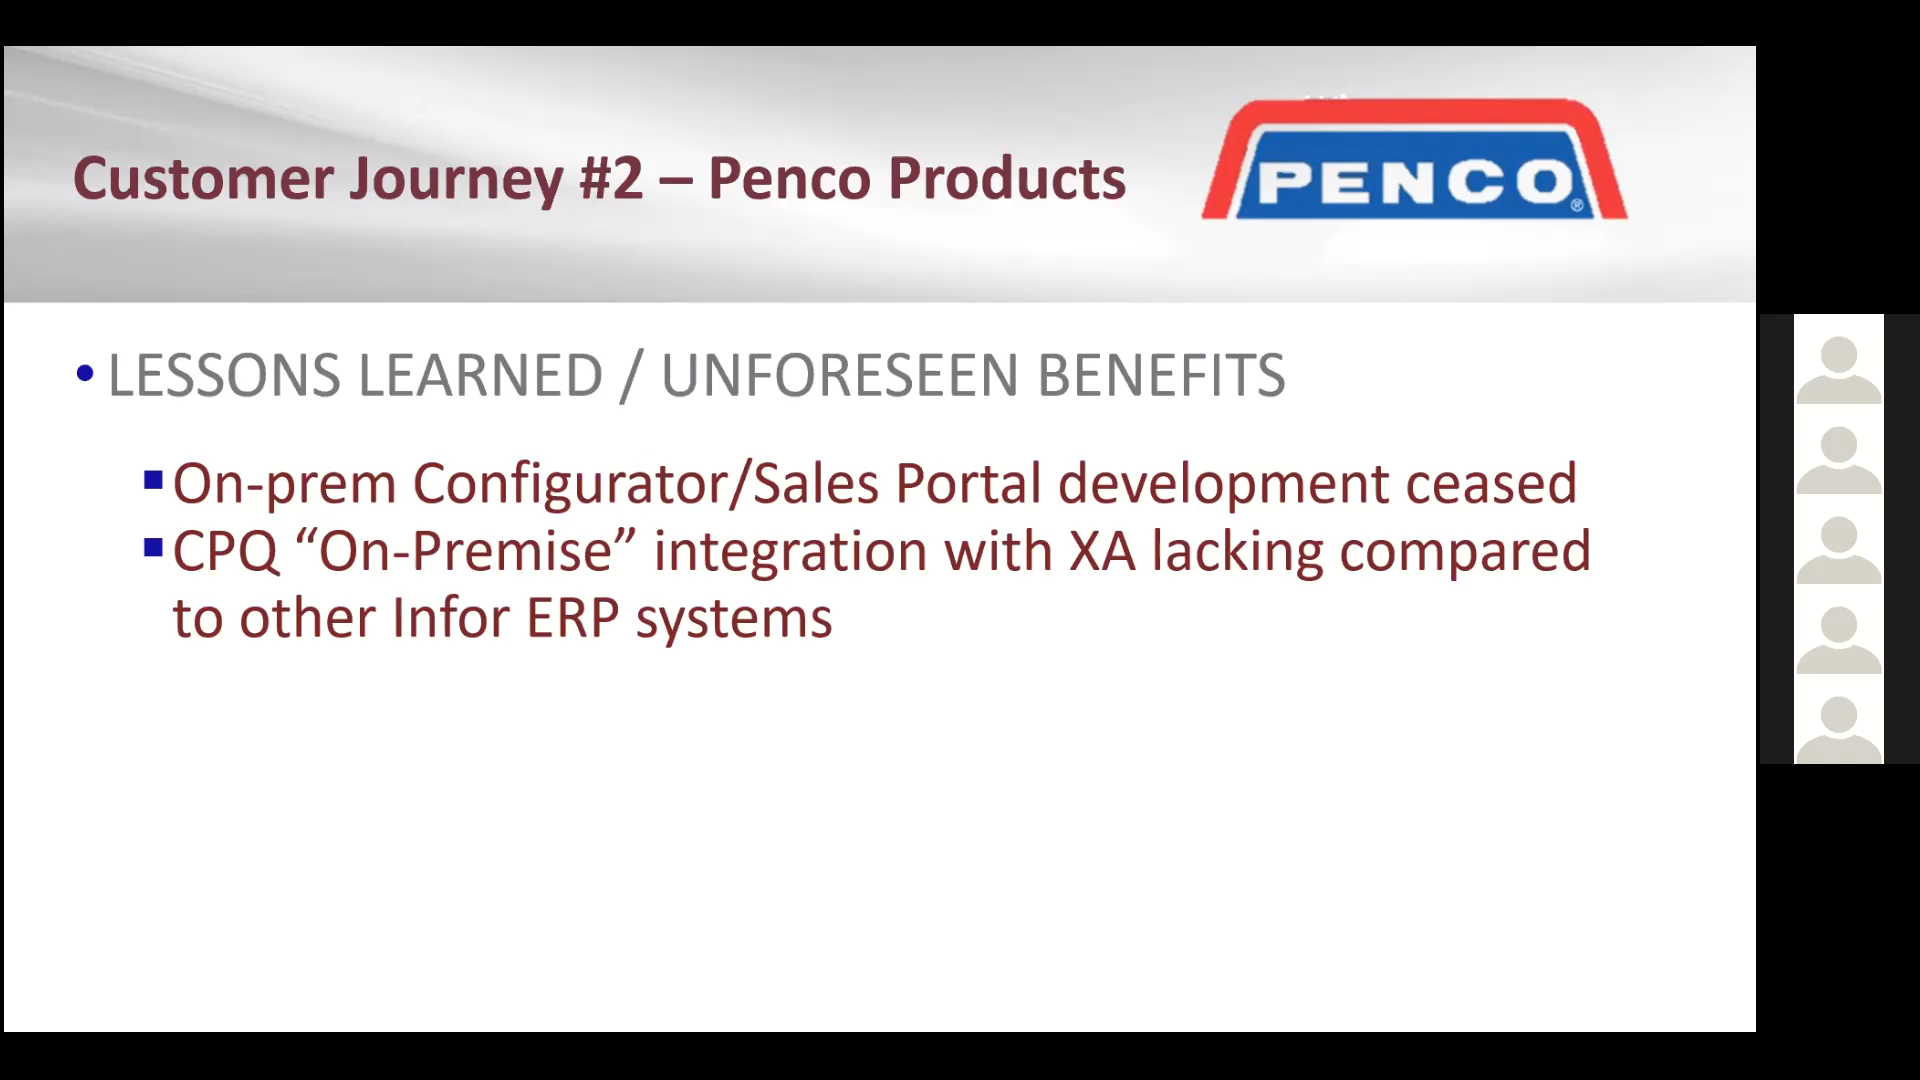 Customer Journey #2 – Penco Products
PENCO®
• LESSONS LEARNED / UNFORESEEN BENEFITS
▪ On-prem Configurator/Sales Portal development ceased
▪ CPQ “On-Premise” integration with XA lacking compared
to other Infor ERP systems